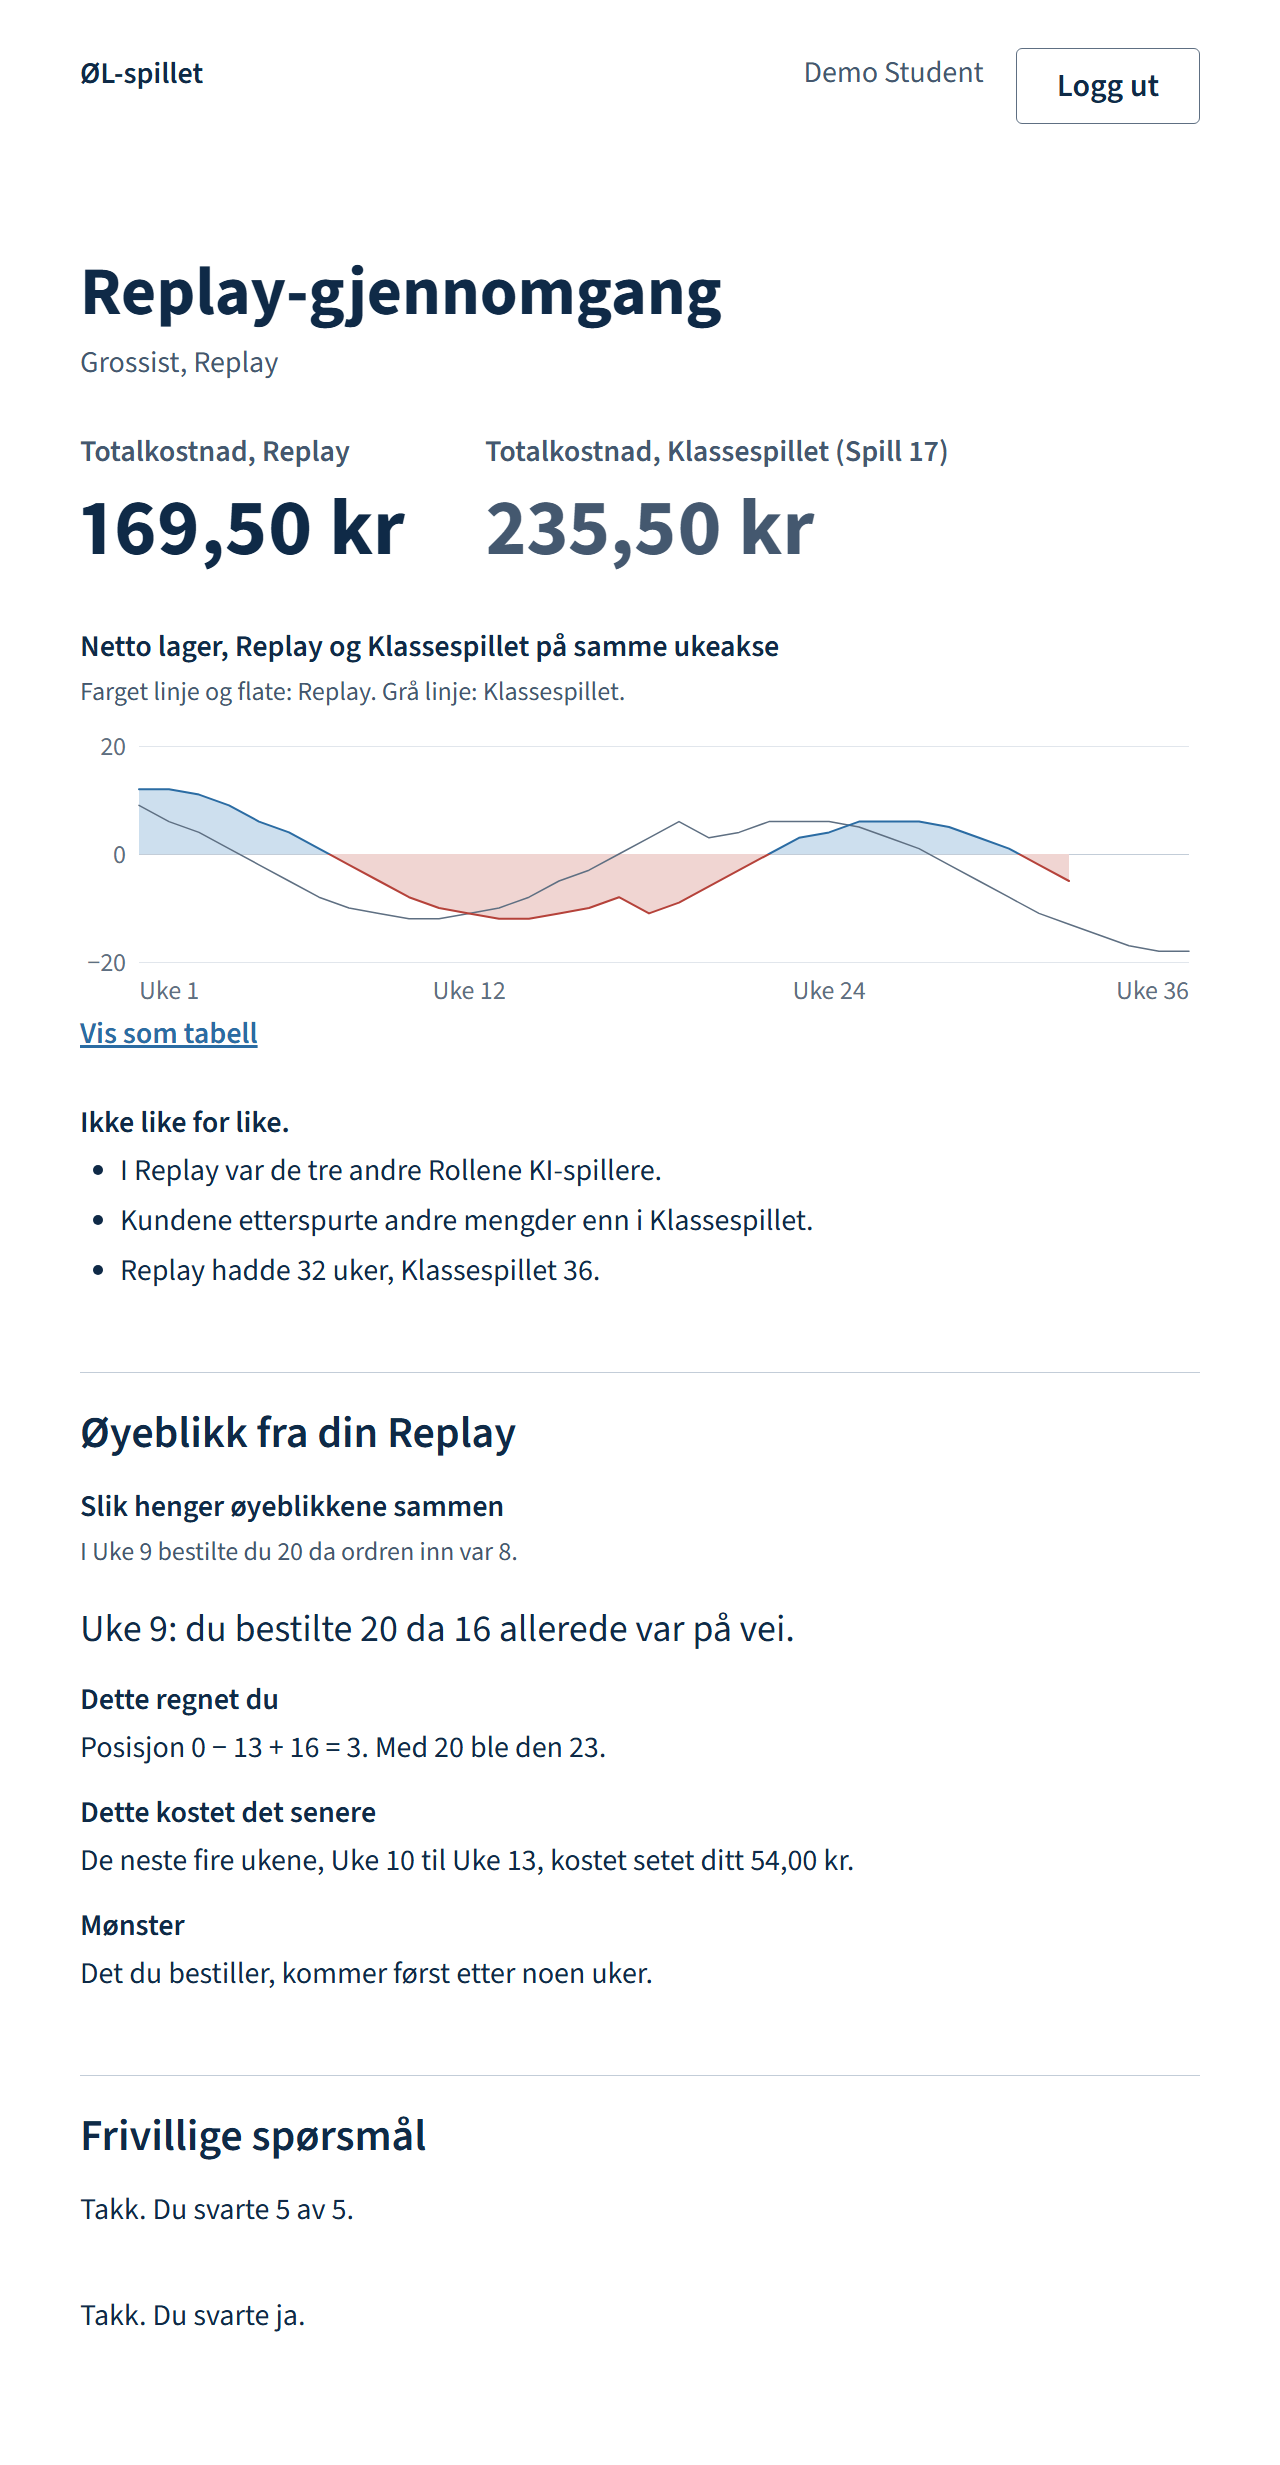 ØL-spillet
Demo Student
Logg ut
Replay-gjennomgang
Grossist, Replay
Totalkostnad, Replay
169,50 kr
Totalkostnad, Klassespillet (Spill 17)
235,50 kr
Netto lager, Replay og Klassespillet på samme ukeakse
Farget linje og flate: Replay. Grå linje: Klassespillet.
20
0
−20
Uke 1
Uke 12
Uke 24
Uke 36
Vis som tabell
Ikke like for like.
• I Replay var de tre andre Rollene KI-spillere.
• Kundene etterspurte andre mengder enn i Klassespillet.
• Replay hadde 32 uker, Klassespillet 36.
Øyeblikk fra din Replay
Slik henger øyeblikkene sammen
I Uke 9 bestilte du 20 da ordren inn var 8.
Uke 9: du bestilte 20 da 16 allerede var på vei.
Dette regnet du
Posisjon 0 − 13 + 16 = 3. Med 20 ble den 23.
Dette kostet det senere
De neste fire ukene, Uke 10 til Uke 13, kostet setet ditt 54,00 kr.
Mønster
Det du bestiller, kommer først etter noen uker.
Frivillige spørsmål
Takk. Du svarte 5 av 5.
Takk. Du svarte ja.